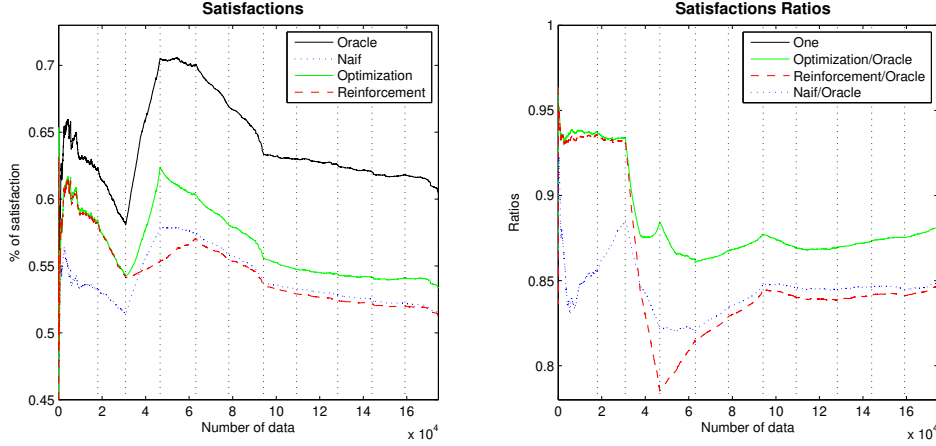 Satisfactions
% of satisfaction
0.7
0.65
0.6
0.55
0.5
0.45
Oracle
Naif
Optimization
Reinforcement
0 2 4 6 8 10 12 14 16
Number of data
x 10^4
Satisfactions Ratios
Ratios
1
0.95
0.9
0.85
0.8
One
Optimization/Oracle
Reinforcement/Oracle
Naif/Oracle
0 2 4 6 8 10 12 14 16
Number of data
x 10^4